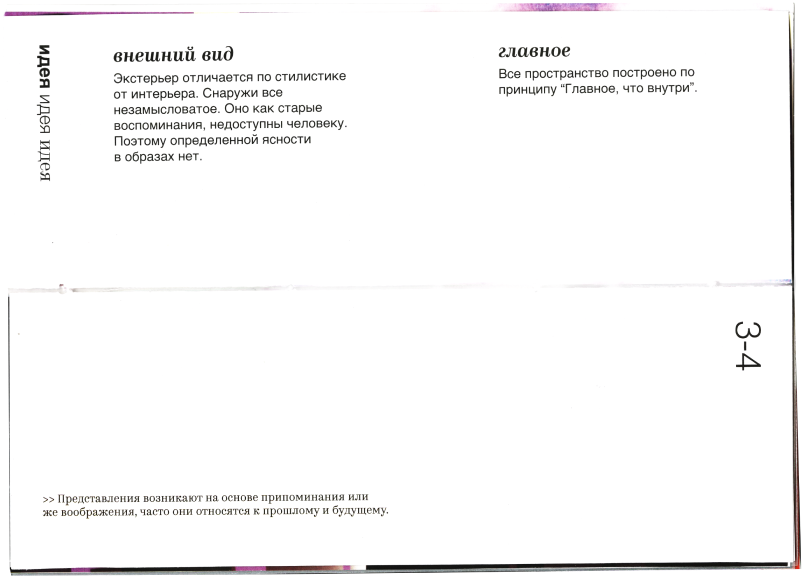 идея идея идея
внешний вид
Экстерьер отличается по стилистике
от интерьера. Снаружи все
незамысловатое. Оно как старые
воспоминания, недоступны человеку.
Поэтому определенной ясности
в образах нет.
главное
Все пространство построено по
принципу “Главное, что внутри”.
3-4
>> Представления возникают на основе припоминания или
же воображения, часто они относятся к прошлому и будущему.